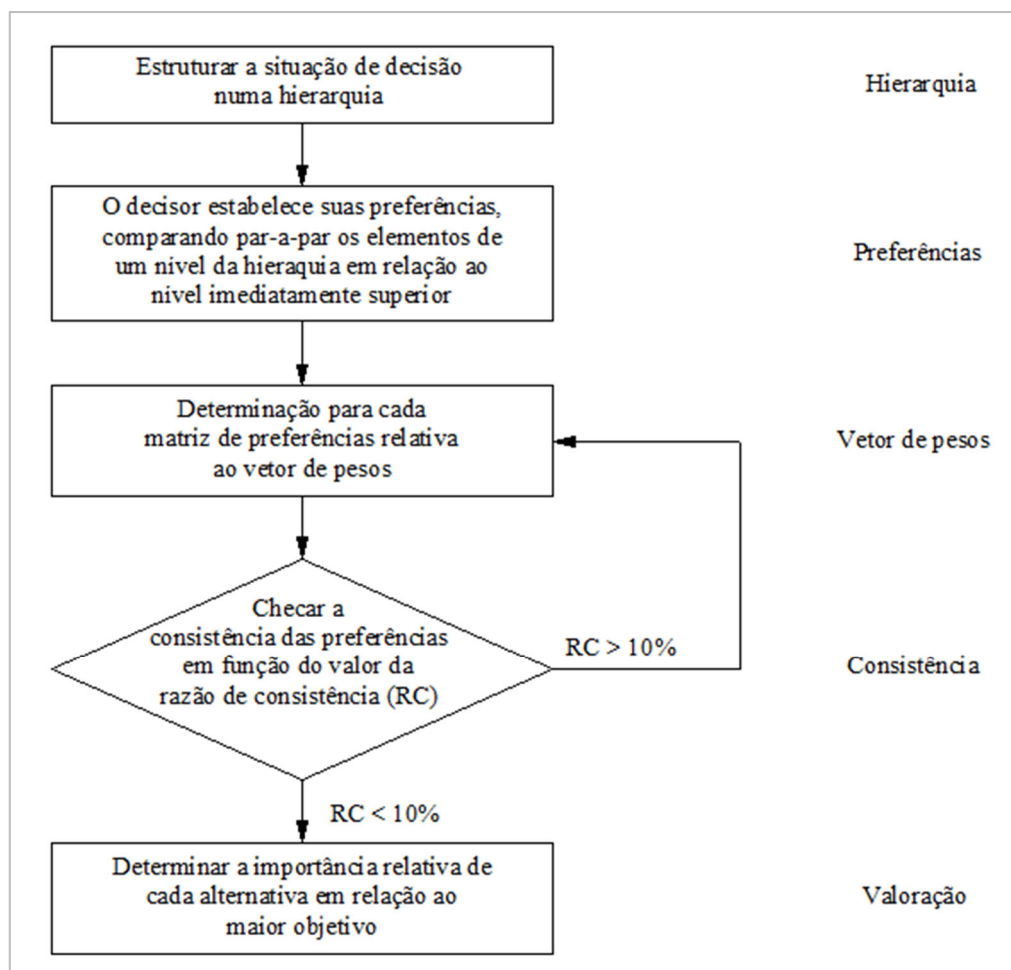 Estruturar a situação de decisão
numa hierarquia
Hierarquia
O decisor estabelece suas preferências,
comparando par-a-par os elementos de
um nível da hieraquia em relação ao
nível imediatamente superior
Preferências
Determinação para cada
matriz de preferências relativa
ao vetor de pesos
Vetor de pesos
Checar a
consistência das preferências
em função do valor da
razão de consistência (RC)
RC > 10%
Consistência
RC < 10%
Determinar a importância relativa de
cada alternativa em relação ao
maior objetivo
Valoração